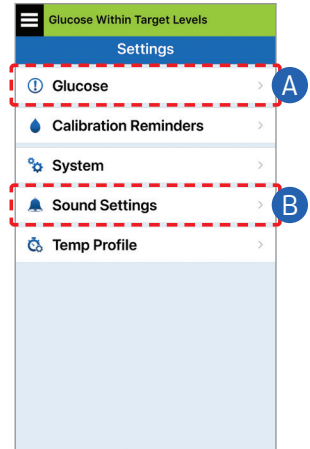 Glucose Within Target Levels
Settings
Glucose
A
Calibration Reminders
System
Sound Settings
B
Temp Profile